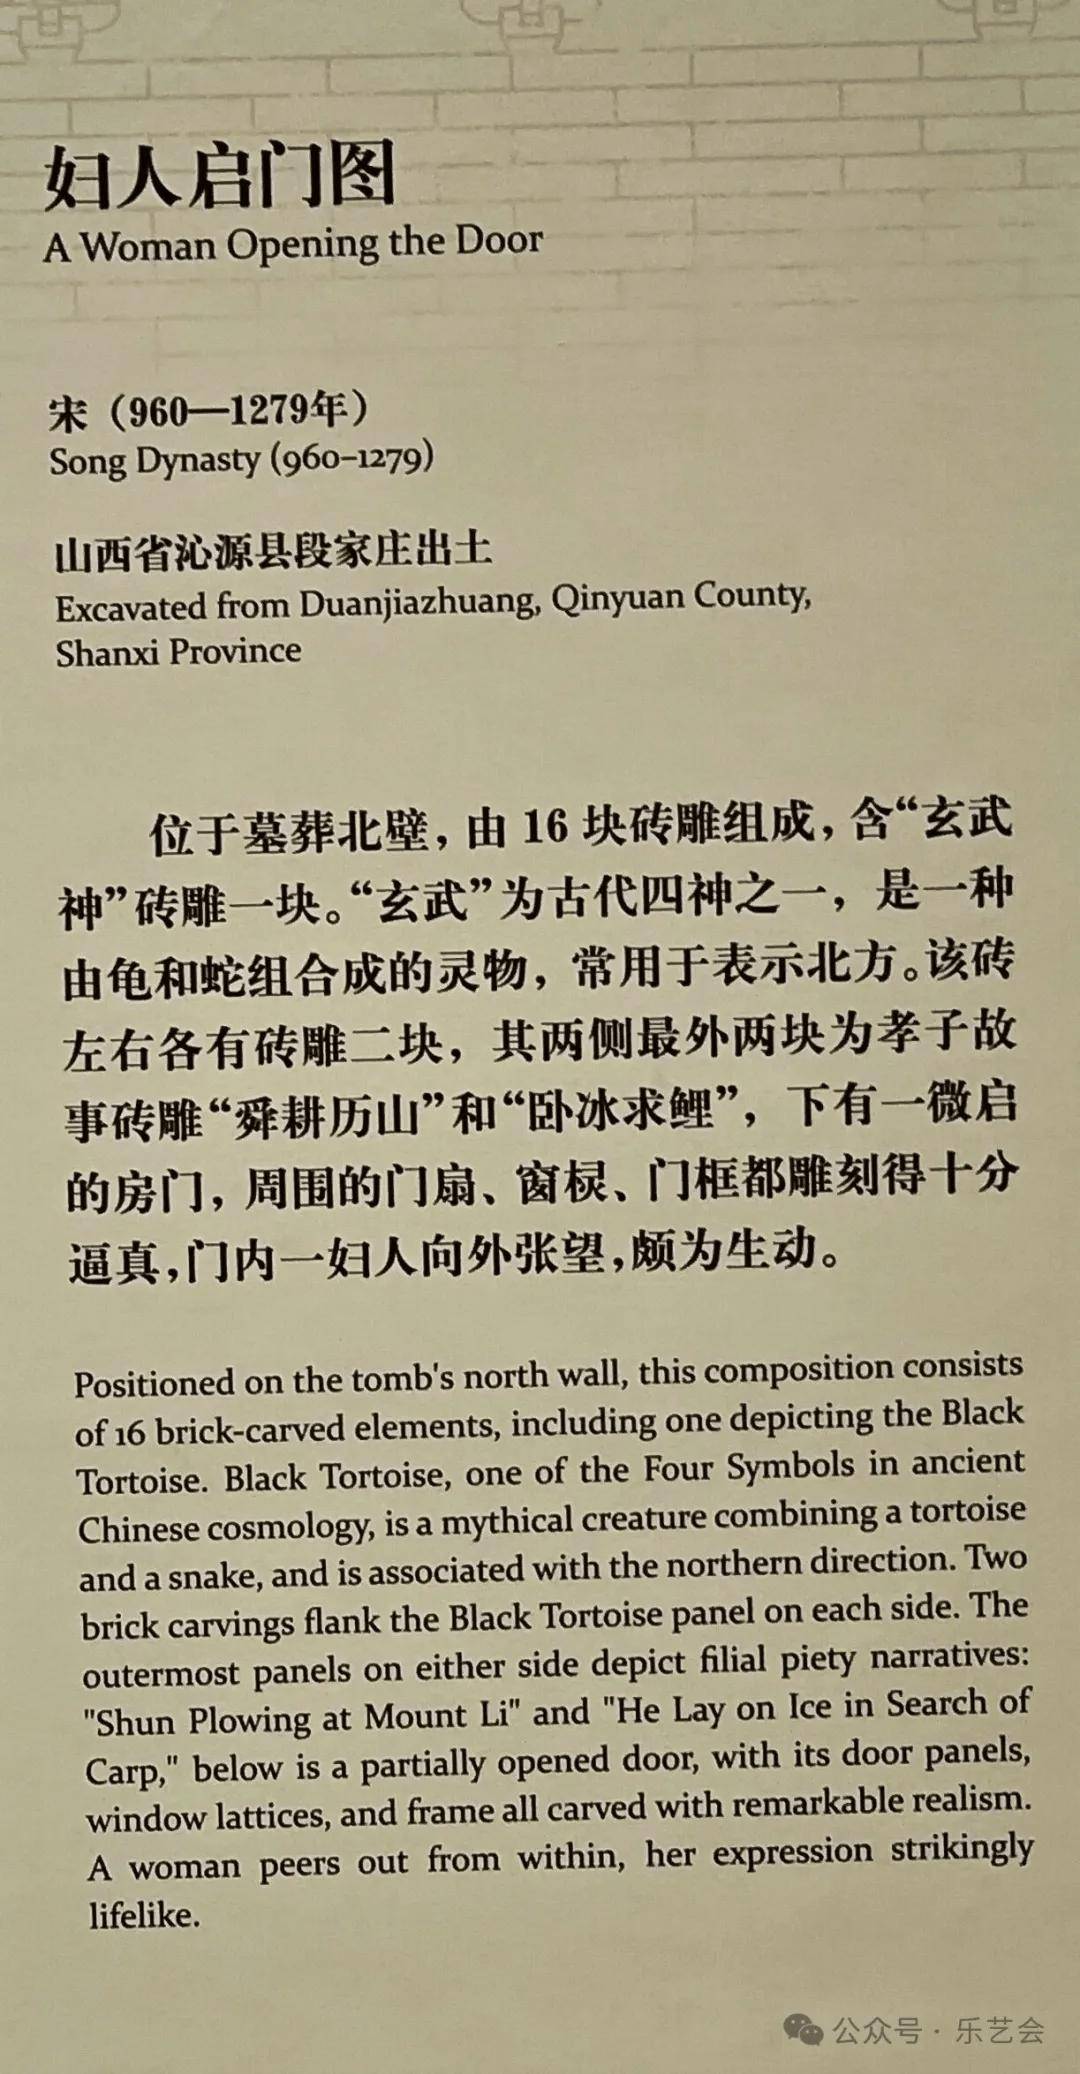 妇人启门图
A Woman Opening the Door
宋（960—1279年）
Song Dynasty (960–1279)
山西省沁源县段家庄出土
Excavated from Duanjiazhuang, Qinyuan County,
Shanxi Province
位于墓葬北壁，由 16 块砖雕组成，含“玄武
神”砖雕一块。“玄武”为古代四神之一，是一种
由龟和蛇组合成的灵物，常用于表示北方。该砖
左右各有砖雕二块，其两侧最外两块为孝子故
事砖雕“舜耕历山”和“卧冰求鲤”，下有一微启
的房门，周围的门扇、窗棂、门框都雕刻得十分
逼真，门内一妇人向外张望，颇为生动。
Positioned on the tomb's north wall, this composition consists
of 16 brick-carved elements, including one depicting the Black
Tortoise. Black Tortoise, one of the Four Symbols in ancient
Chinese cosmology, is a mythical creature combining a tortoise
and a snake, and is associated with the northern direction. Two
brick carvings flank the Black Tortoise panel on each side. The
outermost panels on either side depict filial piety narratives:
"Shun Plowing at Mount Li" and "He Lay on Ice in Search of
Carp," below is a partially opened door, with its door panels,
window lattices, and frame all carved with remarkable realism.
A woman peers out from within, her expression strikingly
lifelike.
公众号 · 乐艺会